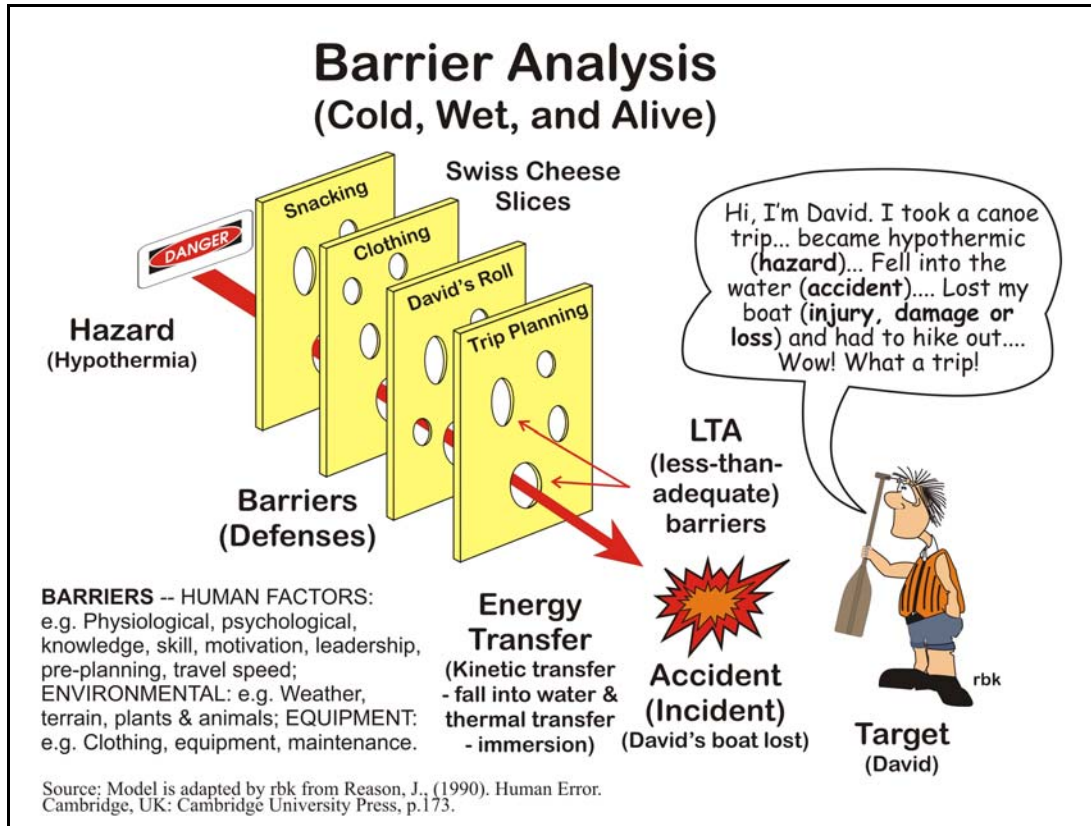 Barrier Analysis
(Cold, Wet, and Alive)
Swiss Cheese
Slices
Snacking
Clothing
David's Roll
Trip Planning
DANGER
Hazard
(Hypothermia)
Hi, I'm David. I took a canoe
trip... became hypothermic
(hazard)... Fell into the
water (accident).... Lost my
boat (injury, damage or
loss) and had to hike out....
Wow! What a trip!
LTA
(less-than-
adequate)
barriers
Barriers
(Defenses)
BARRIERS -- HUMAN FACTORS:
e.g. Physiological, psychological,
knowledge, skill, motivation, leadership,
pre-planning, travel speed;
ENVIRONMENTAL: e.g. Weather,
terrain, plants & animals; EQUIPMENT:
e.g. Clothing, equipment, maintenance.
Energy
Transfer
(Kinetic transfer
- fall into water &
thermal transfer
- immersion)
Accident
(Incident)
(David's boat lost)
rbk
Target
(David)
Source: Model is adapted by rbk from Reason, J., (1990). Human Error.
Cambridge, UK: Cambridge University Press, p.173.